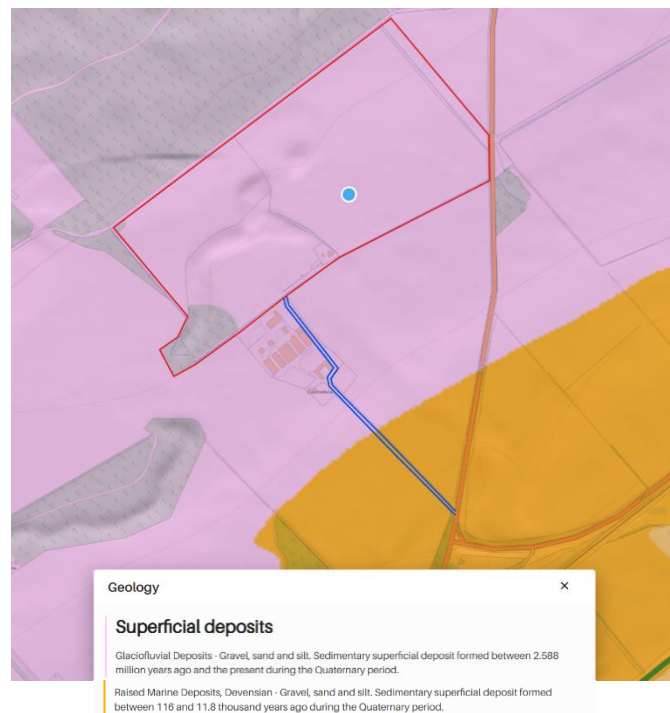 Geology ×
Superficial deposits
Glaciofluvial Deposits - Gravel, sand and silt. Sedimentary superficial deposit formed between 2.588
million years ago and the present during the Quaternary period.
Raised Marine Deposits, Devensian - Gravel, sand and silt. Sedimentary superficial deposit formed
between 116 and 11.8 thousand years ago during the Quaternary period.